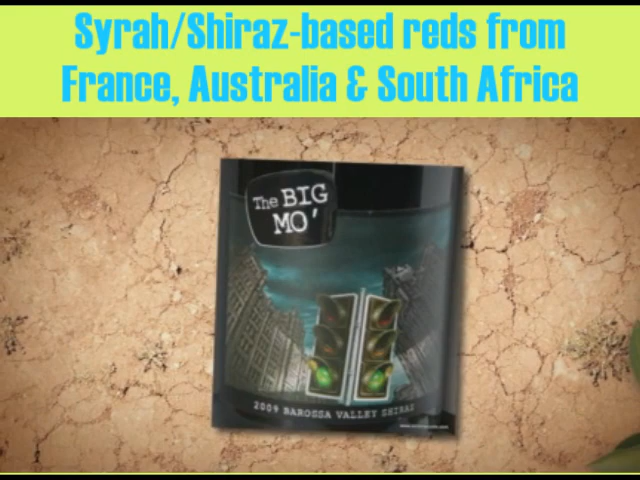 Syrah/Shiraz-based reds from
France, Australia & South Africa
The BIG
MO'
2009 BAROSSA VALLEY SHIRAZ